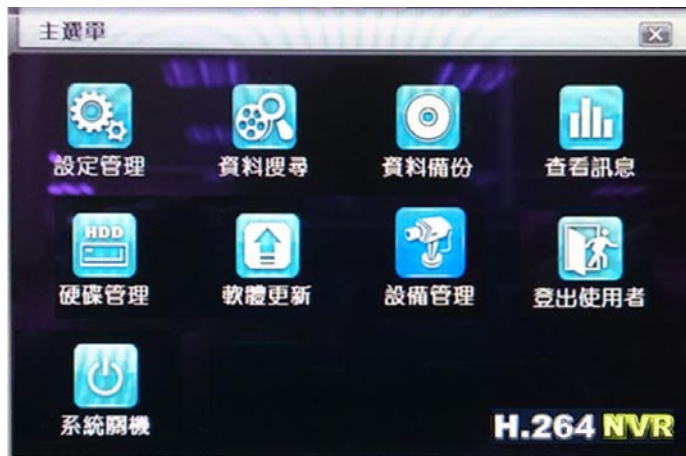 主選單
設定管理 資料搜尋 資料備份 查看訊息
HDD
硬碟管理 軟體更新 設備管理 登出使用者
系統關機
H.264 NVR